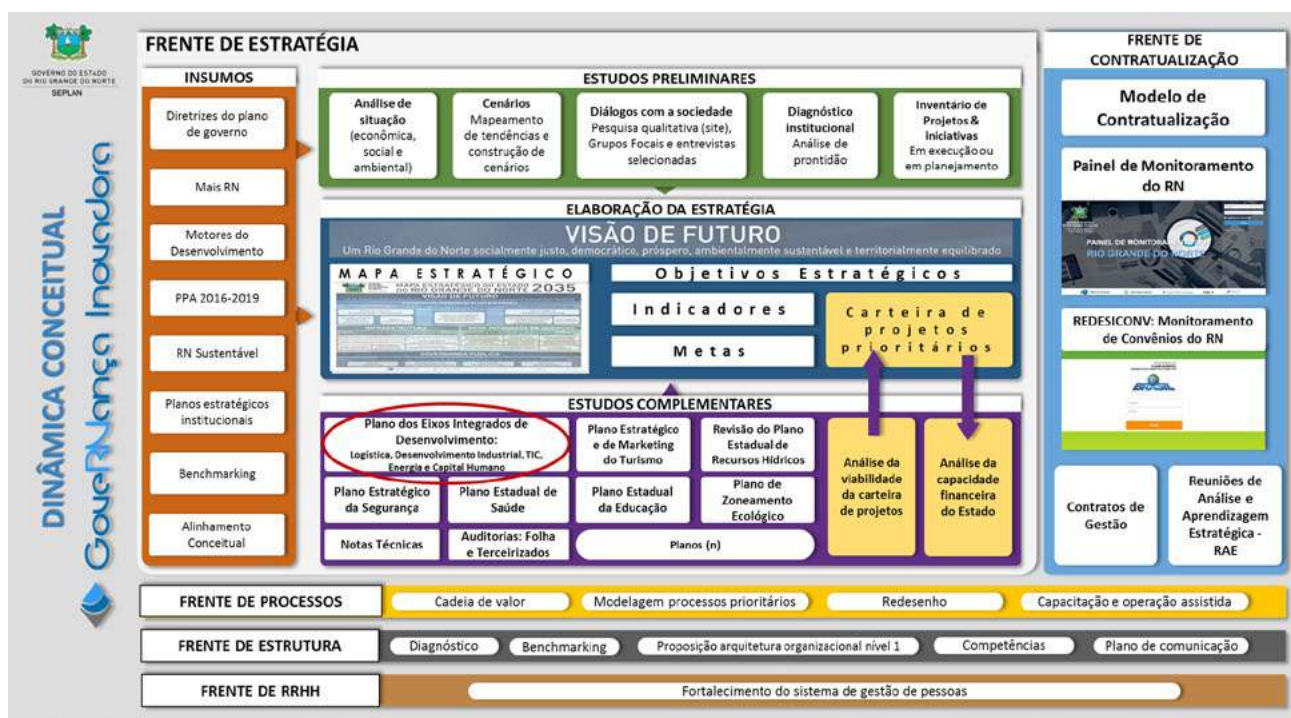 GOVERNO DO ESTADO
DO RIO GRANDE DO NORTE
SEPLAN
DINÂMICA CONCEITUAL
GoveRNança Inovadora
FRENTE DE ESTRATÉGIA
INSUMOS
Diretrizes do plano
de governo
Mais RN
Motores do
Desenvolvimento
PPA 2016-2019
RN Sustentável
Planos estratégicos
institucionais
Benchmarking
Alinhamento
Conceitual
ESTUDOS PRELIMINARES
Análise de
situação
(econômica,
social e
ambiental)
Cenários
Mapeamento
de tendências e
construção de
cenários
Diálogos com a sociedade
Pesquisa qualitativa (site),
Grupos Focais e entrevistas
selecionadas
Diagnóstico
institucional
Análise de
prontidão
Inventário de
Projetos &
iniciativas
Em execução ou
em planejamento
ELABORAÇÃO DA ESTRATÉGIA
VISÃO DE FUTURO
Um Rio Grande do Norte socialmente justo, democrático, próspero, ambientalmente sustentável e territorialmente equilibrado
MAPA ESTRATÉGICO
MAPA ESTRATÉGICO DO ESTADO
DO RIO GRANDE DO NORTE 2035
VISÃO DE FUTURO
GOVERNANÇA PÚBLICA
Objetivos Estratégicos
Indicadores
Metas
Carteira de
projetos
prioritários
ESTUDOS COMPLEMENTARES
Plano dos Eixos Integrados de
Desenvolvimento:
Logística, Desenvolvimento Industrial, TIC,
Energia e Capital Humano
Plano Estratégico
e de Marketing
do Turismo
Revisão do Plano
Estadual de
Recursos Hídricos
Plano Estratégico
da Segurança
Plano Estadual de
Saúde
Plano Estadual
da Educação
Plano de
Zoneamento
Ecológico
Notas Técnicas
Auditorias: Folha
e Terceirizados
Planos (n)
Análise da
viabilidade
da carteira
de projetos
Análise da
capacidade
financeira
do Estado
FRENTE DE
CONTRATUALIZAÇÃO
Modelo de
Contratualização
Painel de Monitoramento
do RN
PAINEL DE MONITORA
RIO GRANDE DO NORTE
REDESICONV: Monitoramento
de Convênios do RN
Contratos de
Gestão
Reuniões de
Análise e
Aprendizagem
Estratégica -
RAE
FRENTE DE PROCESSOS
Cadeia de valor
Modelagem processos prioritários
Redesenho
Capacitação e operação assistida
FRENTE DE ESTRUTURA
Diagnóstico
Benchmarking
Proposição arquitetura organizacional nível 1
Competências
Plano de comunicação
FRENTE DE RRHH
Fortalecimento do sistema de gestão de pessoas